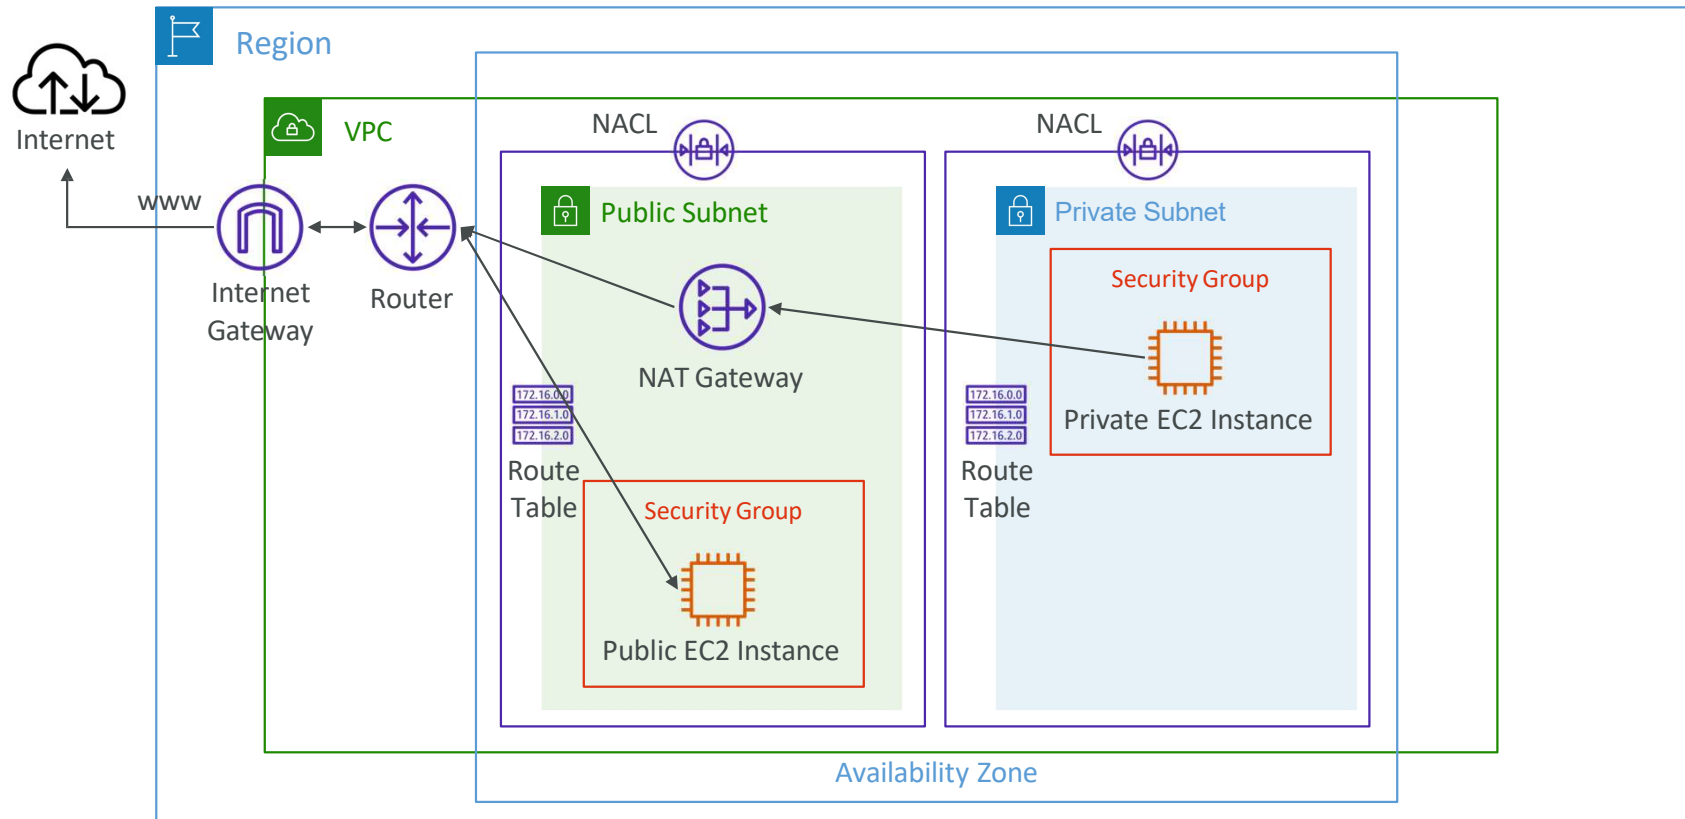 Region
Internet
VPC
NACL
NACL
www
Public Subnet
Private Subnet
Internet
Gateway
Router
Security Group
NAT Gateway
172.16.0.0
172.16.1.0
172.16.2.0
172.16.0.0
172.16.1.0
172.16.2.0
Private EC2 Instance
Route
Table
Route
Table
Security Group
Public EC2 Instance
Availability Zone